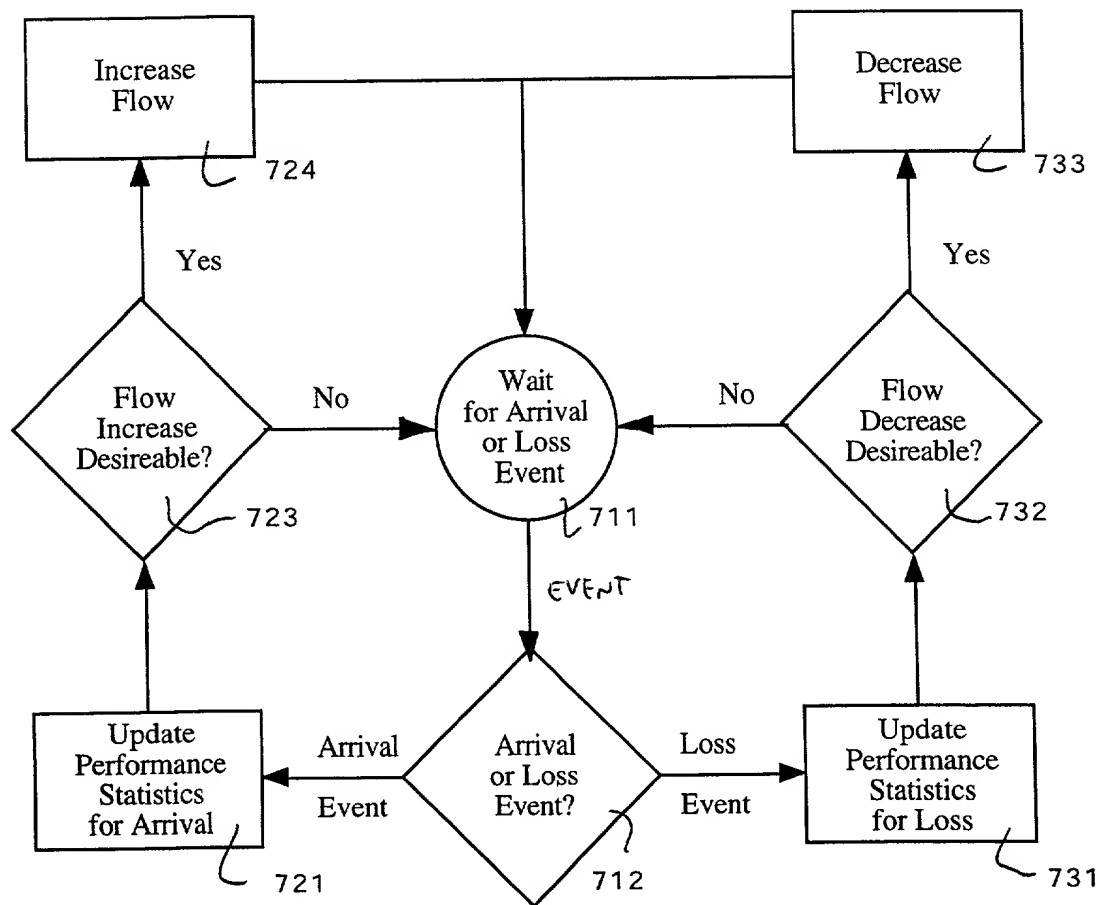 Increase
Flow
724
Decrease
Flow
733
Yes
Yes
Flow
Increase
Desireable?
723
No
Wait
for Arrival
or Loss
Event
711
No
Flow
Decrease
Desireable?
732
EVENT
Update
Performance
Statistics
for Arrival
721
Arrival
Event
Arrival
or Loss
Event?
712
Loss
Event
Update
Performance
Statistics
for Loss
731